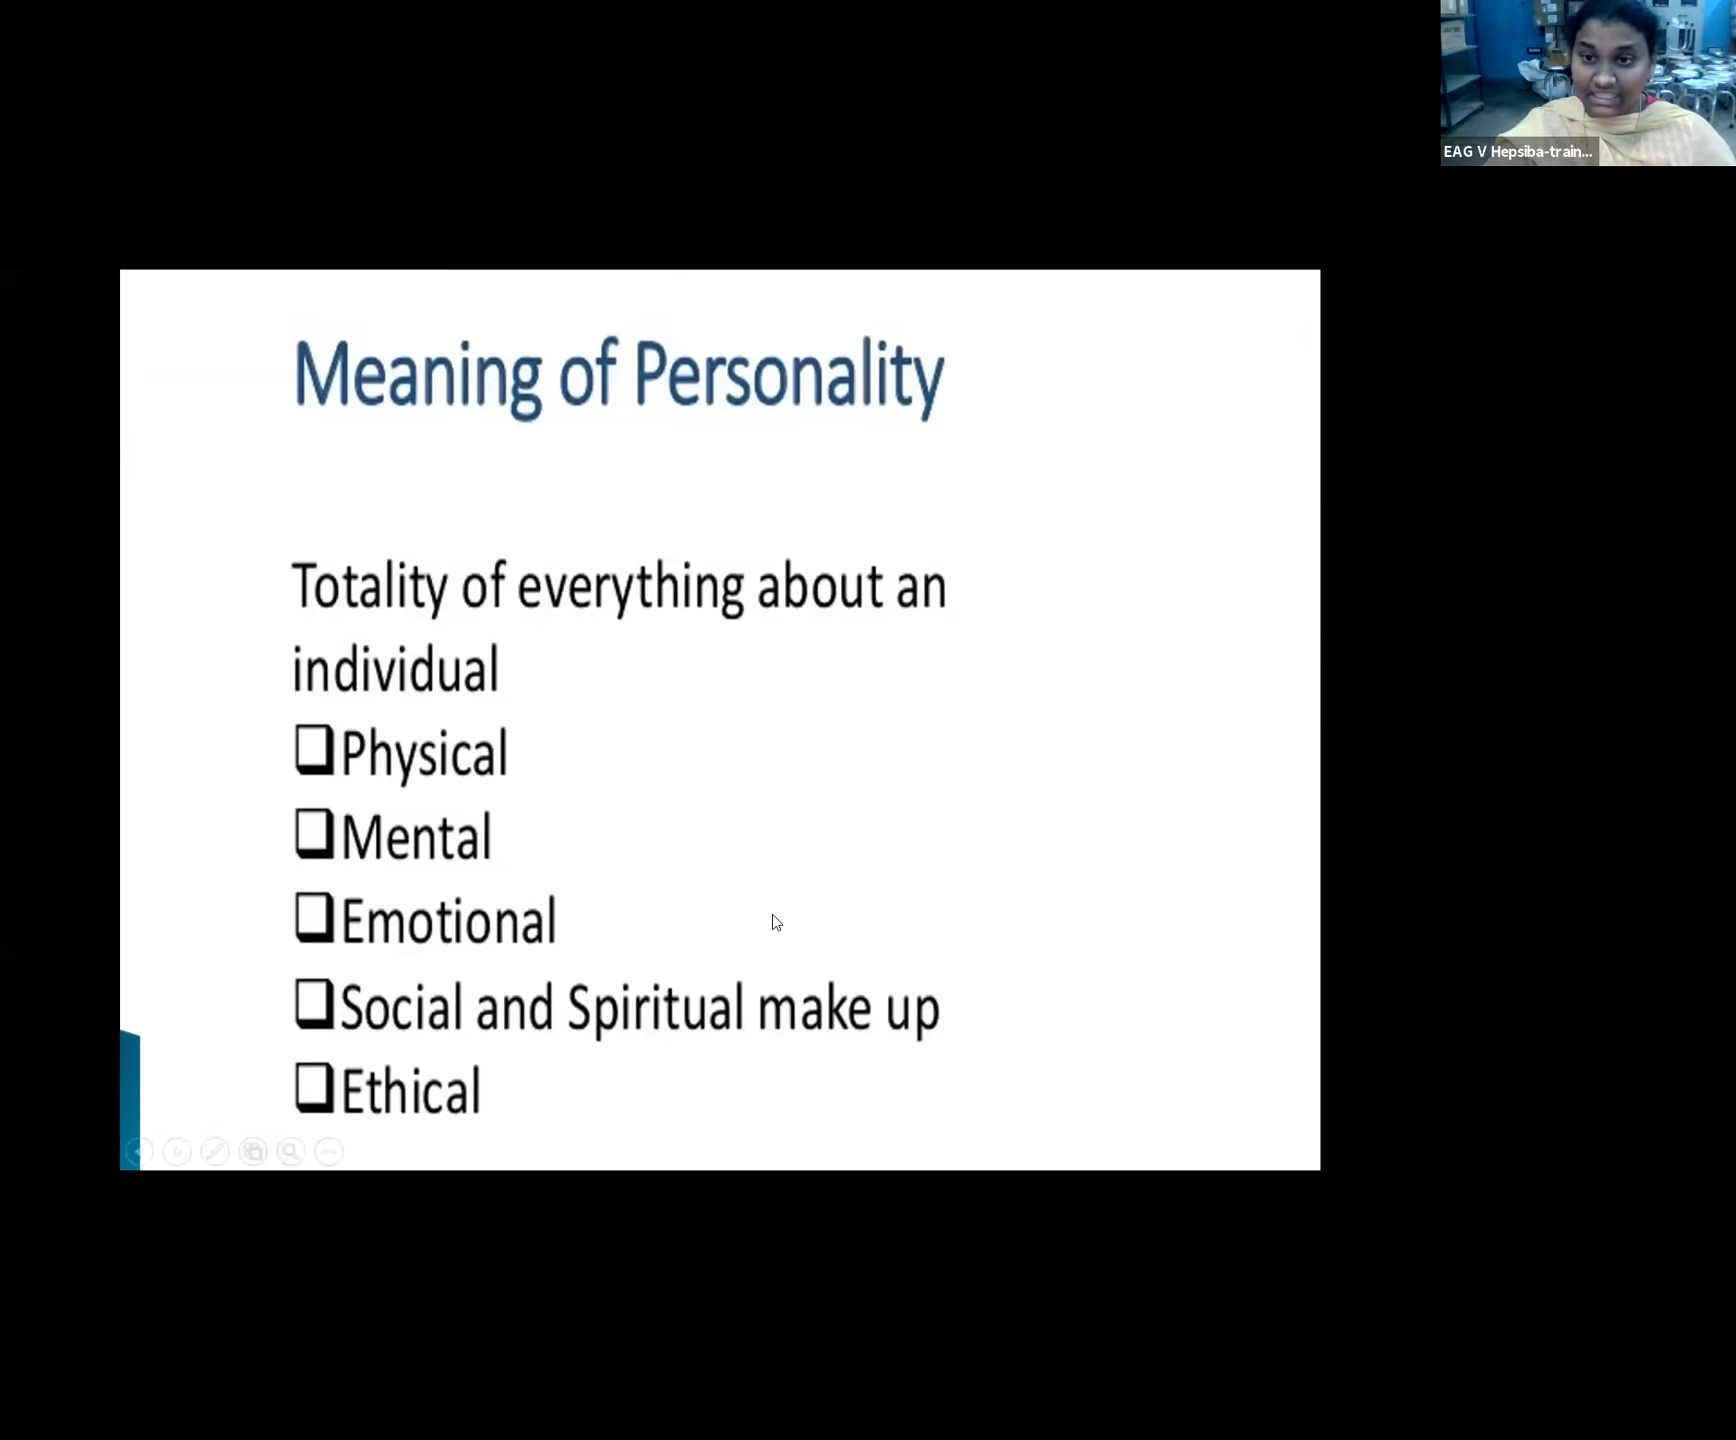 EAG V Hepsiba-train...
Meaning of Personality
Totality of everything about an
individual
❑Physical
❑Mental
❑Emotional
❑Social and Spiritual make up
❑Ethical